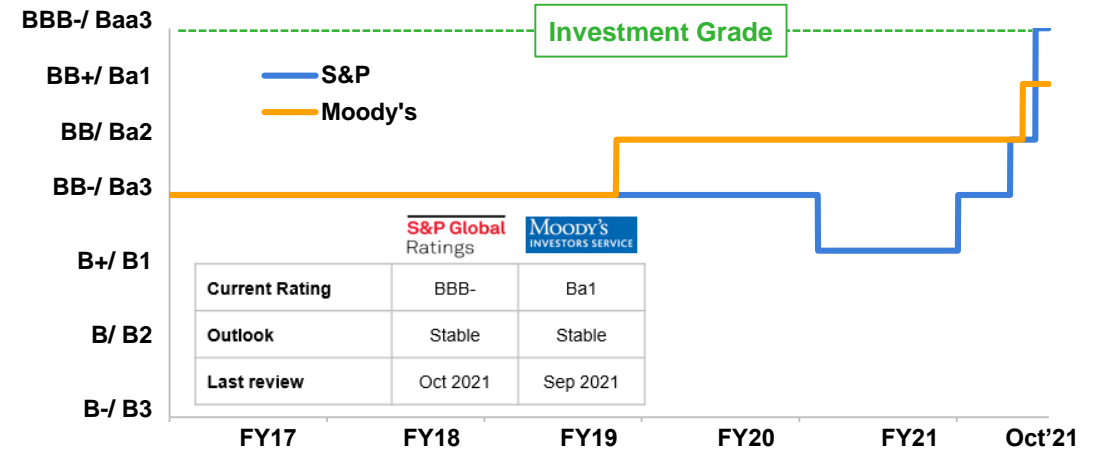 BBB-/ Baa3
Investment Grade
BB+/ Ba1
S&P
Moody's
BB/ Ba2
BB-/ Ba3
S&P Global
Ratings
MOODY'S
INVESTORS SERVICE
B+/ B1
Current Rating BBB- Ba1
B/ B2
Outlook Stable Stable
Last review Oct 2021 Sep 2021
B-/ B3
FY17 FY18 FY19 FY20 FY21 Oct’21